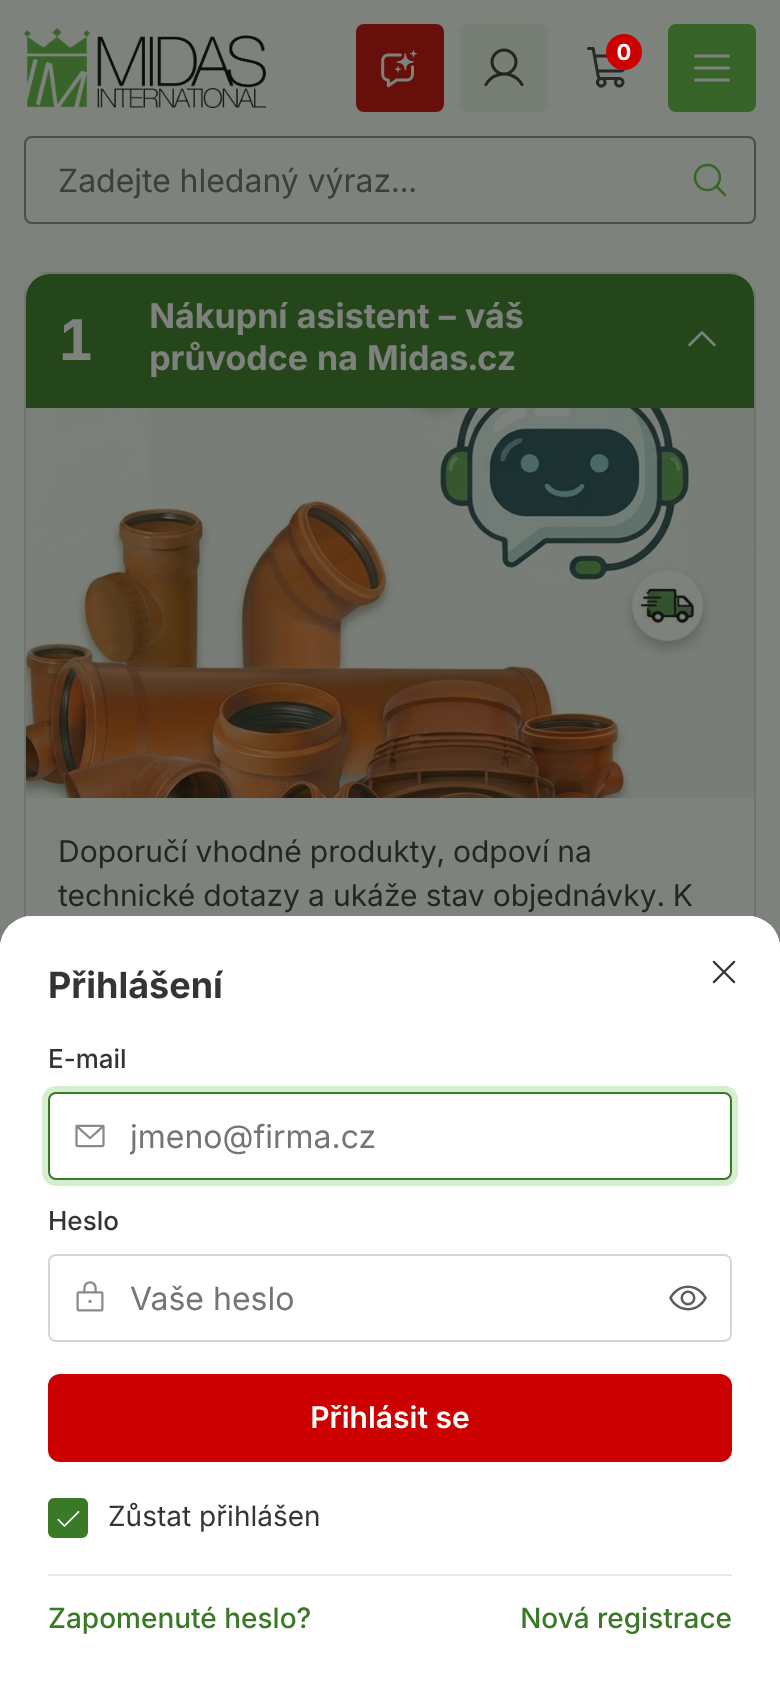 MIDAS
INTERNATIONAL
0
Zadejte hledaný výraz...
1
Nákupní asistent – váš
průvodce na Midas.cz
Doporučí vhodné produkty, odpoví na
technické dotazy a ukáže stav objednávky. K
Přihlášení
E-mail
jmeno@firma.cz
Heslo
Vaše heslo
Přihlásit se
Zůstat přihlášen
Zapomenuté heslo?
Nová registrace